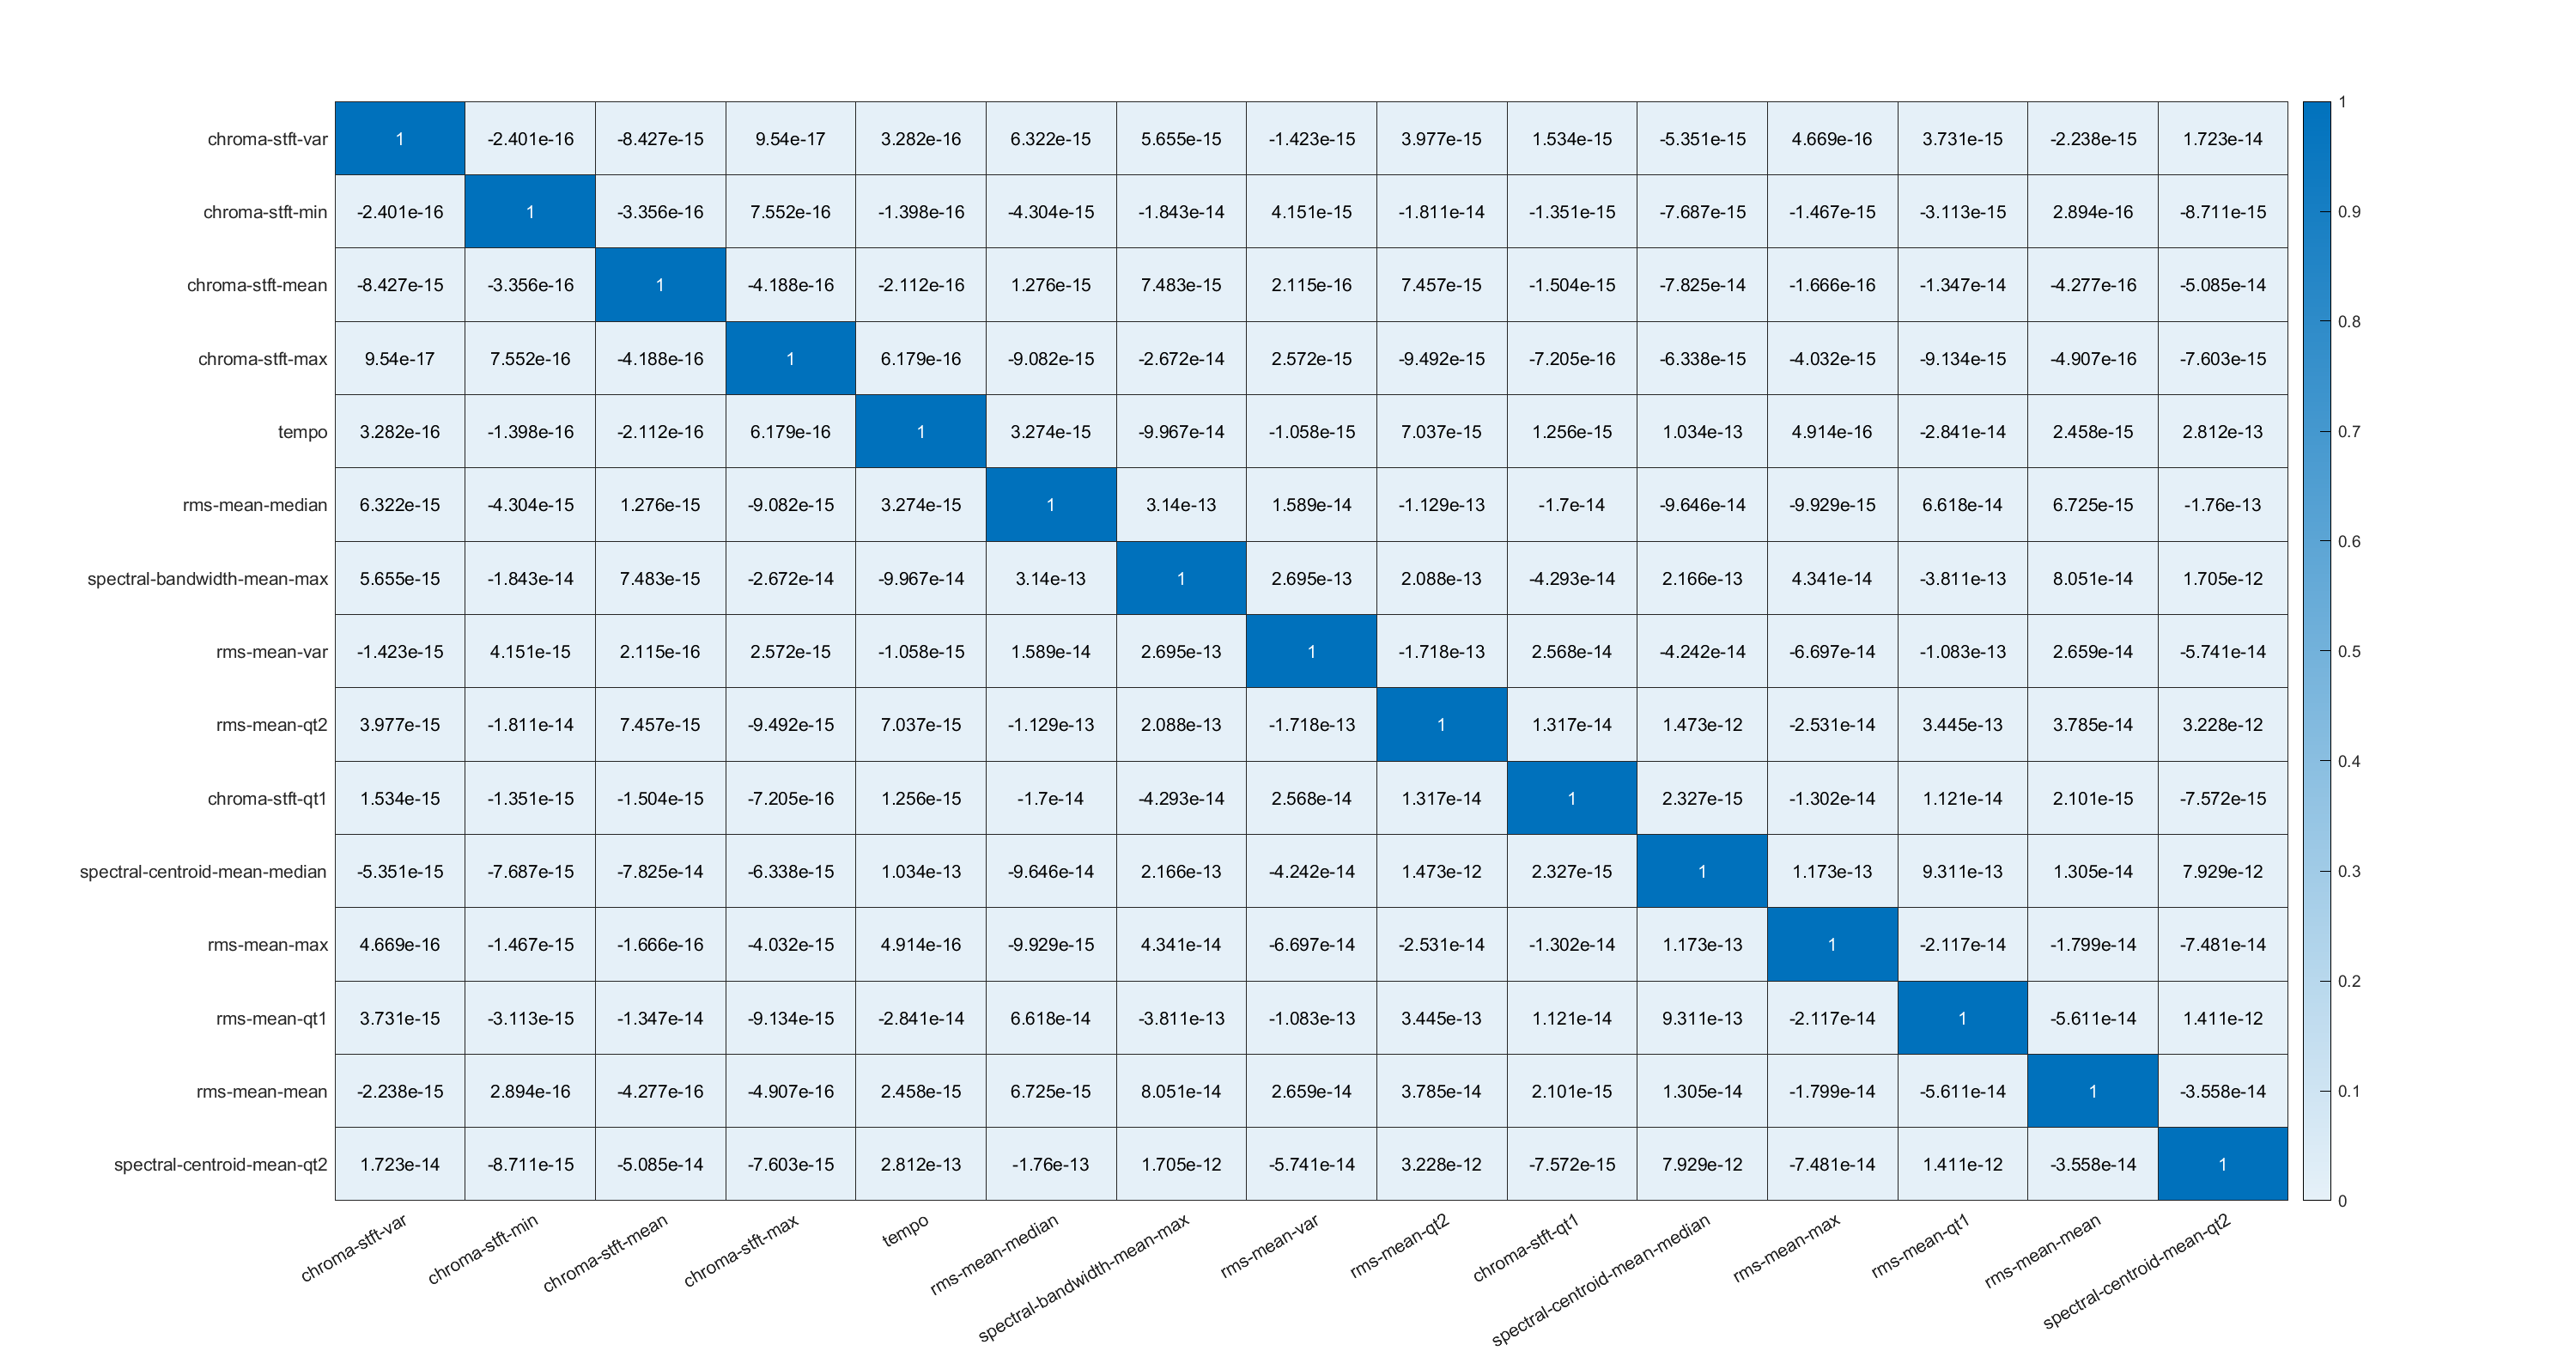 chroma-stft-var 1 -2.401e-16 -8.427e-15 9.54e-17 3.282e-16 6.322e-15 5.655e-15 -1.423e-15 3.977e-15 1.534e-15 -5.351e-15 4.669e-16 3.731e-15 -2.238e-15 1.723e-14
chroma-stft-min -2.401e-16 1 -3.356e-16 7.552e-16 -1.398e-16 -4.304e-15 -1.843e-14 4.151e-15 -1.811e-14 -1.351e-15 -7.687e-15 -1.467e-15 -3.113e-15 2.894e-16 -8.711e-15
chroma-stft-mean -8.427e-15 -3.356e-16 1 -4.188e-16 -2.112e-16 1.276e-15 7.483e-15 2.115e-16 7.457e-15 -1.504e-15 -7.825e-14 -1.666e-16 -1.347e-14 -4.277e-16 -5.085e-14
chroma-stft-max 9.54e-17 7.552e-16 -4.188e-16 1 6.179e-16 -9.082e-15 -2.672e-14 2.572e-15 -9.492e-15 -7.205e-16 -6.338e-15 -4.032e-15 -9.134e-15 -4.907e-16 -7.603e-15
tempo 3.282e-16 -1.398e-16 -2.112e-16 6.179e-16 1 3.274e-15 -9.967e-14 -1.058e-15 7.037e-15 1.256e-15 1.034e-13 4.914e-16 -2.841e-14 2.458e-15 2.812e-13
rms-mean-median 6.322e-15 -4.304e-15 1.276e-15 -9.082e-15 3.274e-15 1 3.14e-13 1.589e-14 -1.129e-13 -1.7e-14 -9.646e-14 -9.929e-15 6.618e-14 6.725e-15 -1.76e-13
spectral-bandwidth-mean-max 5.655e-15 -1.843e-14 7.483e-15 -2.672e-14 -9.967e-14 3.14e-13 1 2.695e-13 2.088e-13 -4.293e-14 2.166e-13 4.341e-14 -3.811e-13 8.051e-14 1.705e-12
rms-mean-var -1.423e-15 4.151e-15 2.115e-16 2.572e-15 -1.058e-15 1.589e-14 2.695e-13 1 -1.718e-13 2.568e-14 -4.242e-14 -6.697e-14 -1.083e-13 2.659e-14 -5.741e-14
rms-mean-qt2 3.977e-15 -1.811e-14 7.457e-15 -9.492e-15 7.037e-15 -1.129e-13 2.088e-13 -1.718e-13 1 1.317e-14 1.473e-12 -2.531e-14 3.445e-13 3.785e-14 3.228e-12
chroma-stft-qt1 1.534e-15 -1.351e-15 -1.504e-15 -7.205e-16 1.256e-15 -1.7e-14 -4.293e-14 2.568e-14 1.317e-14 1 2.327e-15 -1.302e-14 1.121e-14 2.101e-15 -7.572e-15
spectral-centroid-mean-median -5.351e-15 -7.687e-15 -7.825e-14 -6.338e-15 1.034e-13 -9.646e-14 2.166e-13 -4.242e-14 1.473e-12 2.327e-15 1 1.173e-13 9.311e-13 1.305e-14 7.929e-12
rms-mean-max 4.669e-16 -1.467e-15 -1.666e-16 -4.032e-15 4.914e-16 -9.929e-15 4.341e-14 -6.697e-14 -2.531e-14 -1.302e-14 1.173e-13 1 -2.117e-14 -1.799e-14 -7.481e-14
rms-mean-qt1 3.731e-15 -3.113e-15 -1.347e-14 -9.134e-15 -2.841e-14 6.618e-14 -3.811e-13 -1.083e-13 3.445e-13 1.121e-14 9.311e-13 -2.117e-14 1 -5.611e-14 1.411e-12
rms-mean-mean -2.238e-15 2.894e-16 -4.277e-16 -4.907e-16 2.458e-15 6.725e-15 8.051e-14 2.659e-14 3.785e-14 2.101e-15 1.305e-14 -1.799e-14 -5.611e-14 1 -3.558e-14
spectral-centroid-mean-qt2 1.723e-14 -8.711e-15 -5.085e-14 -7.603e-15 2.812e-13 -1.76e-13 1.705e-12 -5.741e-14 3.228e-12 -7.572e-15 7.929e-12 -7.481e-14 1.411e-12 -3.558e-14 1
chroma-stft-var chroma-stft-min chroma-stft-mean chroma-stft-max tempo rms-mean-median spectral-bandwidth-mean-max rms-mean-var rms-mean-qt2 chroma-stft-qt1 spectral-centroid-mean-median rms-mean-max rms-mean-qt1 rms-mean-mean spectral-centroid-mean-qt2
1
0.9
0.8
0.7
0.6
0.5
0.4
0.3
0.2
0.1
0